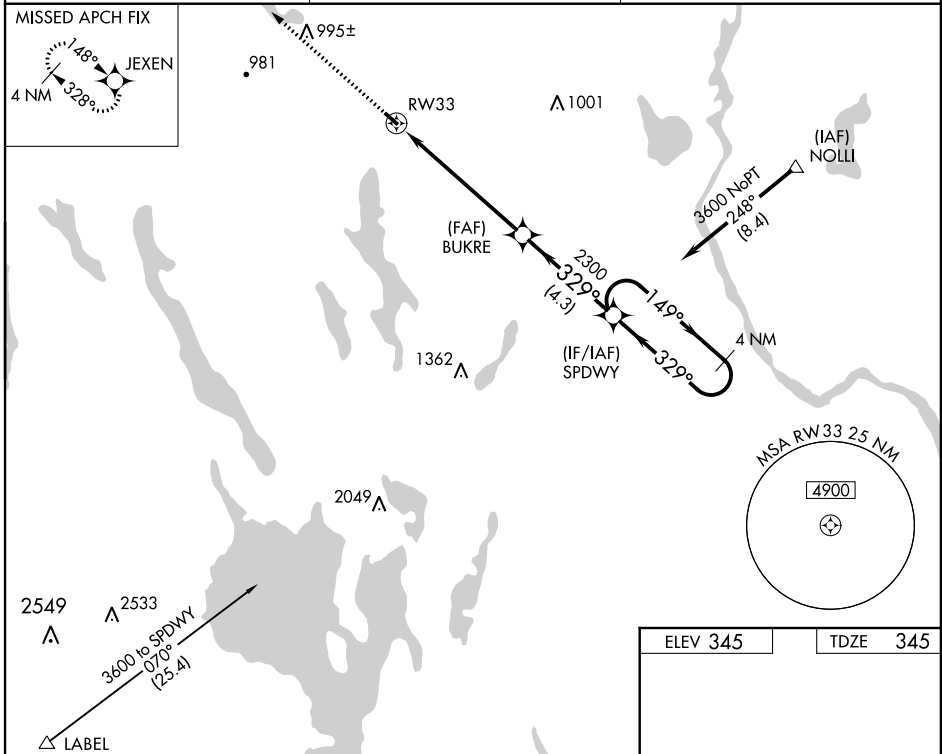 MISSED APCH FIX
148°
JEXEN
4 NM
328°
995±
981
RW33
1001
(IAF)
NOLLI
3600 NoPT
248°
(8.4)
(FAF)
BUKRE
2300
329°
(4.3)
149°
4 NM
(IF/IAF)
SPDWY
329°
1362
MSA RW33 25 NM
4900
2049
2549
2533
3600 to SPDWY
070°
(25.4)
LABEL
ELEV 345
TDZE 345